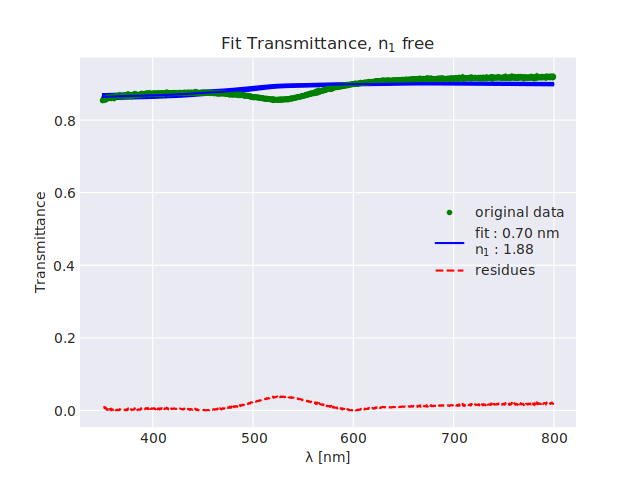 Fit Transmittance, n₁ free
Transmittance
0.8
0.6
0.4
0.2
0.0
original data
fit : 0.70 nm
n₁ : 1.88
residues
400 500 600 700 800
λ [nm]